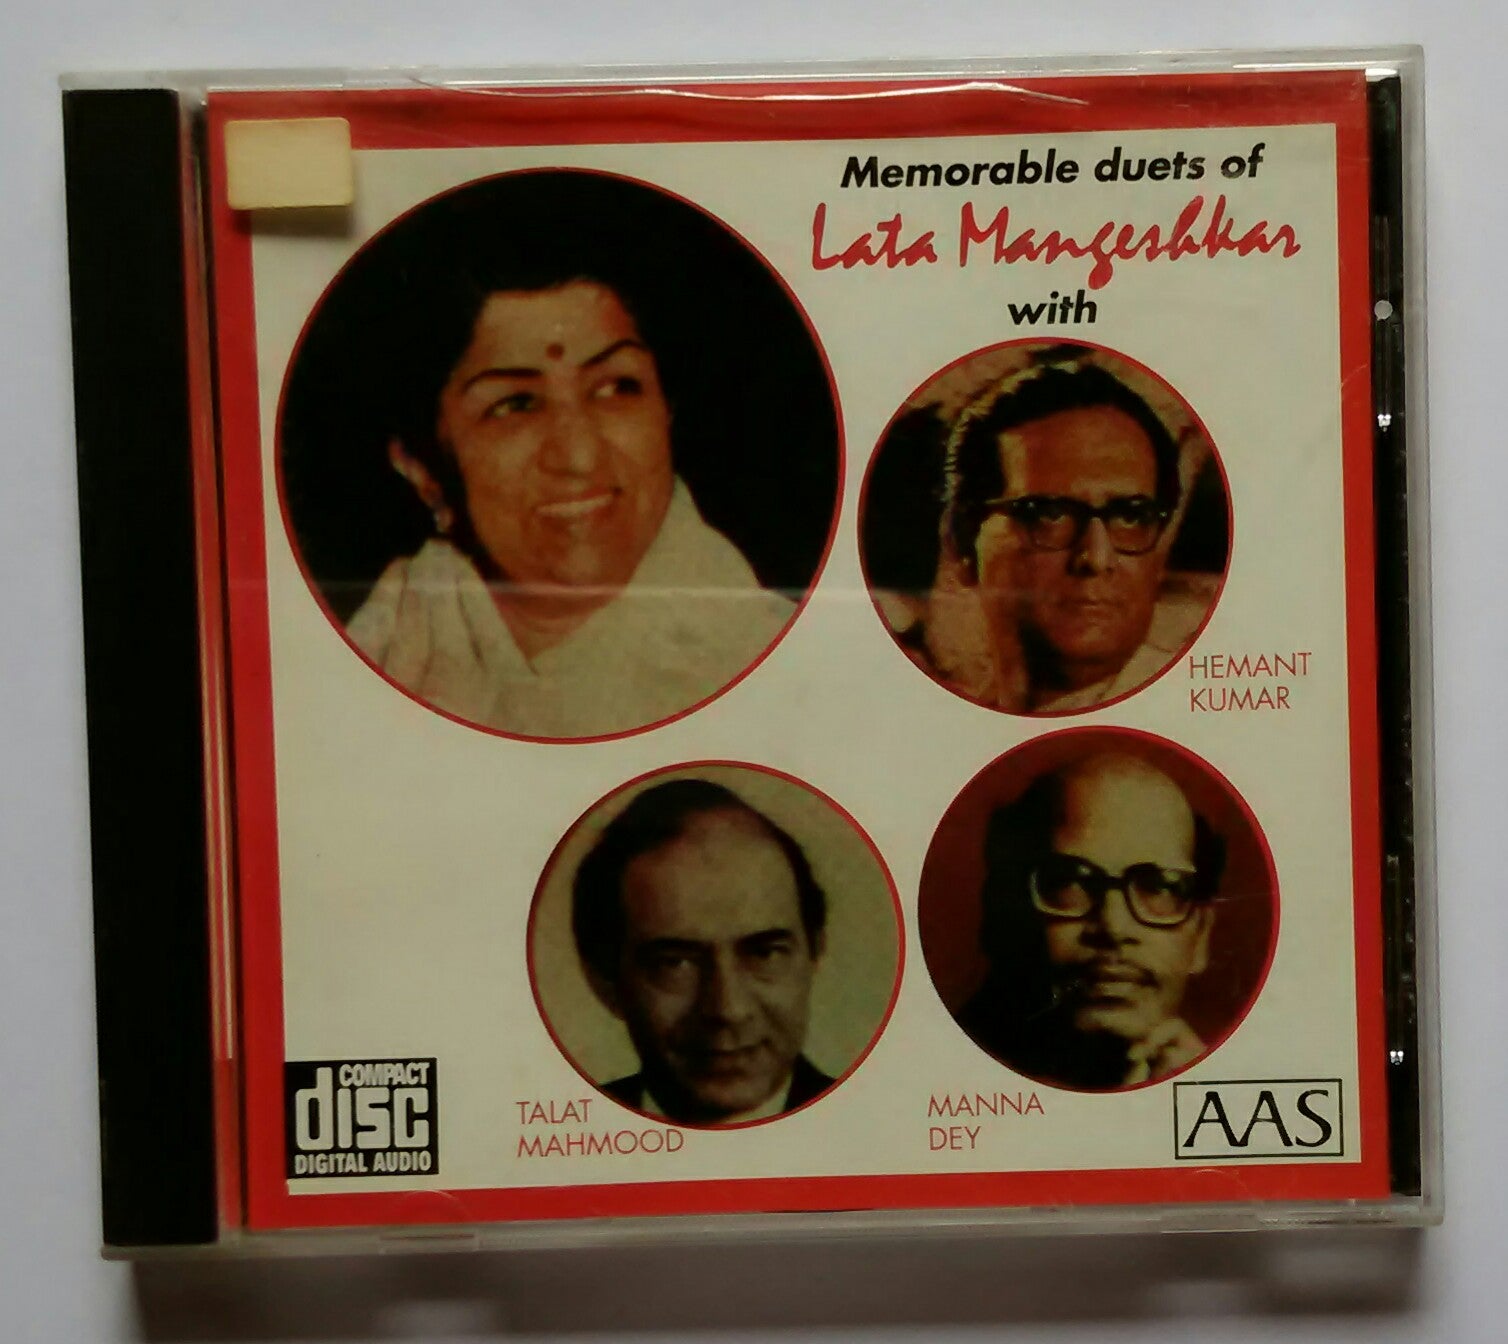 Memorable duets of
Lata Mangeshkar
with
HEMANT
KUMAR
TALAT
MAHMOOD
MANNA
DEY
COMPACT
disc
DIGITAL AUDIO
AAS